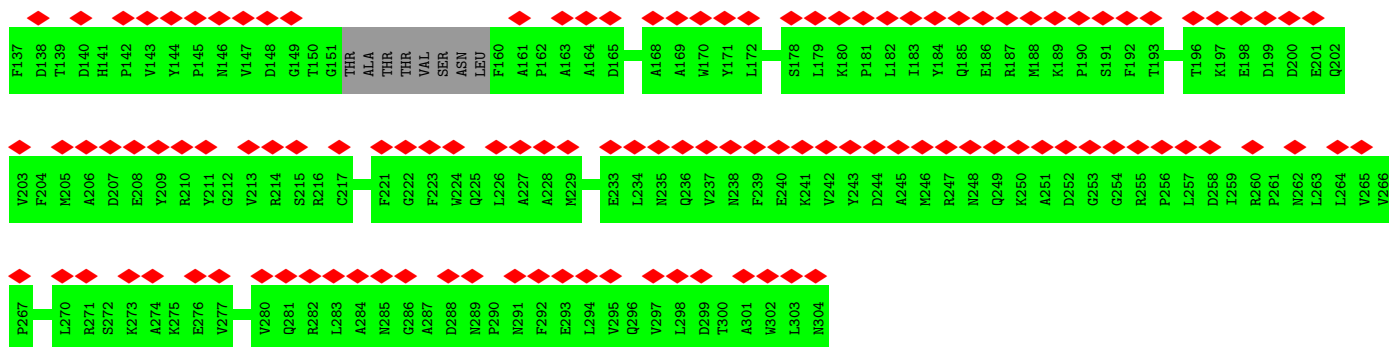 F137 D138 T139 D140 H141 P142 V143 Y144 P145 N146 V147 D148 G149 T150 G151 THR ALA THR THR VAL SER ASN LEU F160 A161 P162 A163 A164 D165 A168 A169 W170 Y171 L172 S178 L179 K180 P181 L182 I183 Y184 Q185 E186 R187 M188 K189 P190 S191 F192 T193 T196 K197 E198 D199 D200 E201 Q202
V203 F204 M205 A206 D207 E208 Y209 R210 Y211 G212 V213 R214 S215 R216 C217 F221 G222 F223 W224 Q225 L226 A227 A228 M229 E233 L234 N235 Q236 V237 N238 F239 E240 K241 V242 Y243 D244 A245 M246 R247 N248 Q249 K250 A251 D252 G253 G254 R255 P256 L257 D258 I259 R260 P261 N262 L263 L264 V265 V266
P267 L270 R271 S272 K273 A274 K275 E276 V277 V280 Q281 R282 L283 A284 N285 G286 A287 D288 N289 P290 N291 F292 E293 L294 V295 Q296 V297 L298 D299 T300 A301 W302 L303 N304